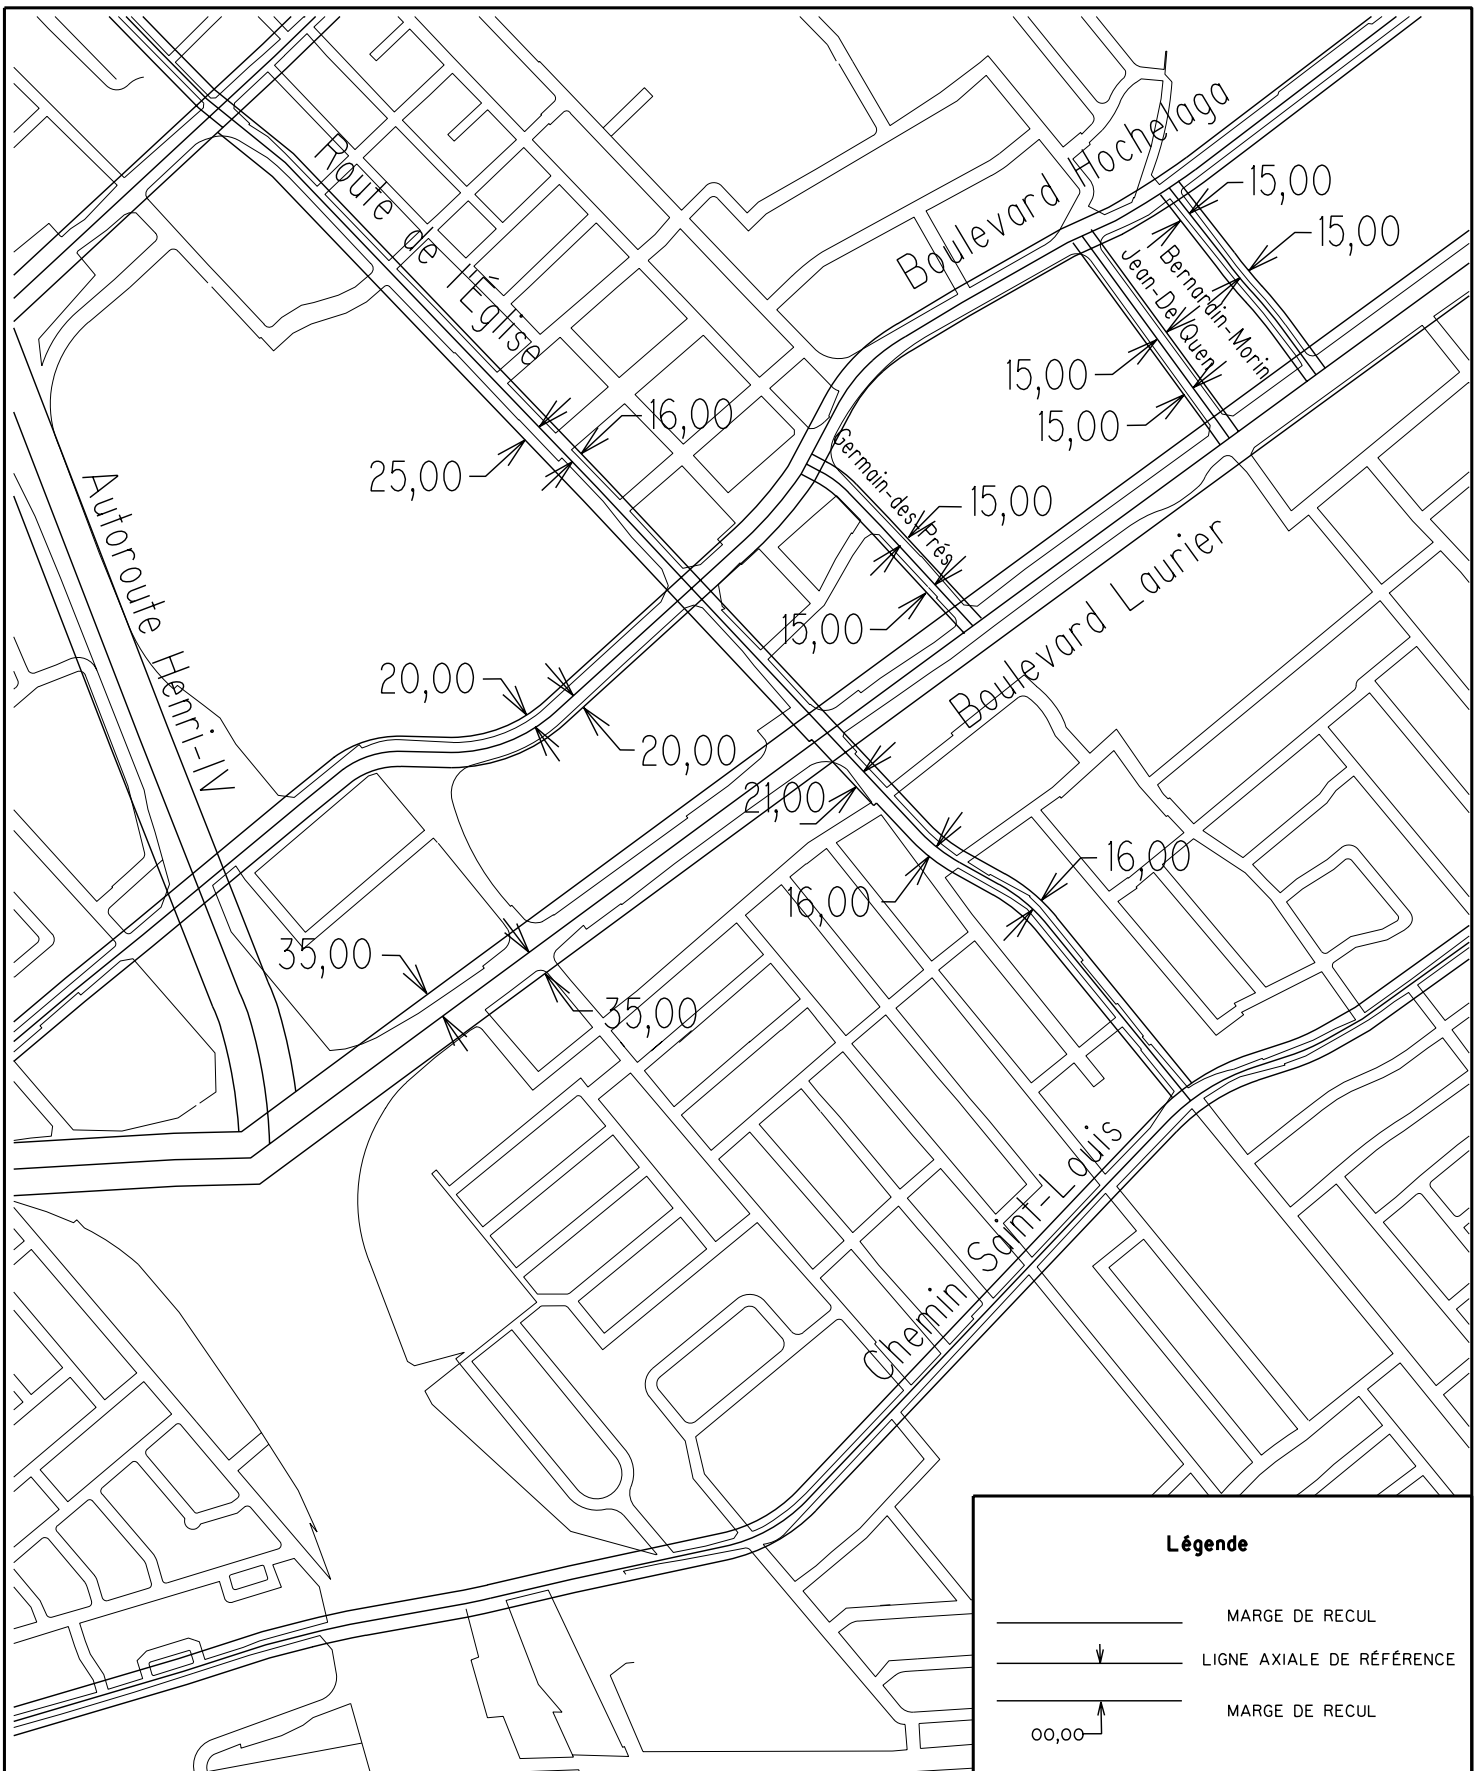 Boulevard Hochelaga
Route de l'Église
15,00
15,00
Bernardin-Morin
Jean-De Quen
15,00
15,00
16,00
25,00
Germain-des Prés
15,00
15,00
Autoroute Henri-IV
Boulevard Laurier
20,00
20,00
21,00
16,00
16,00
35,00
35,00
Chemin Saint-Louis
Légende
MARGE DE RECUL
LIGNE AXIALE DE RÉFÉRENCE
MARGE DE RECUL
00,00